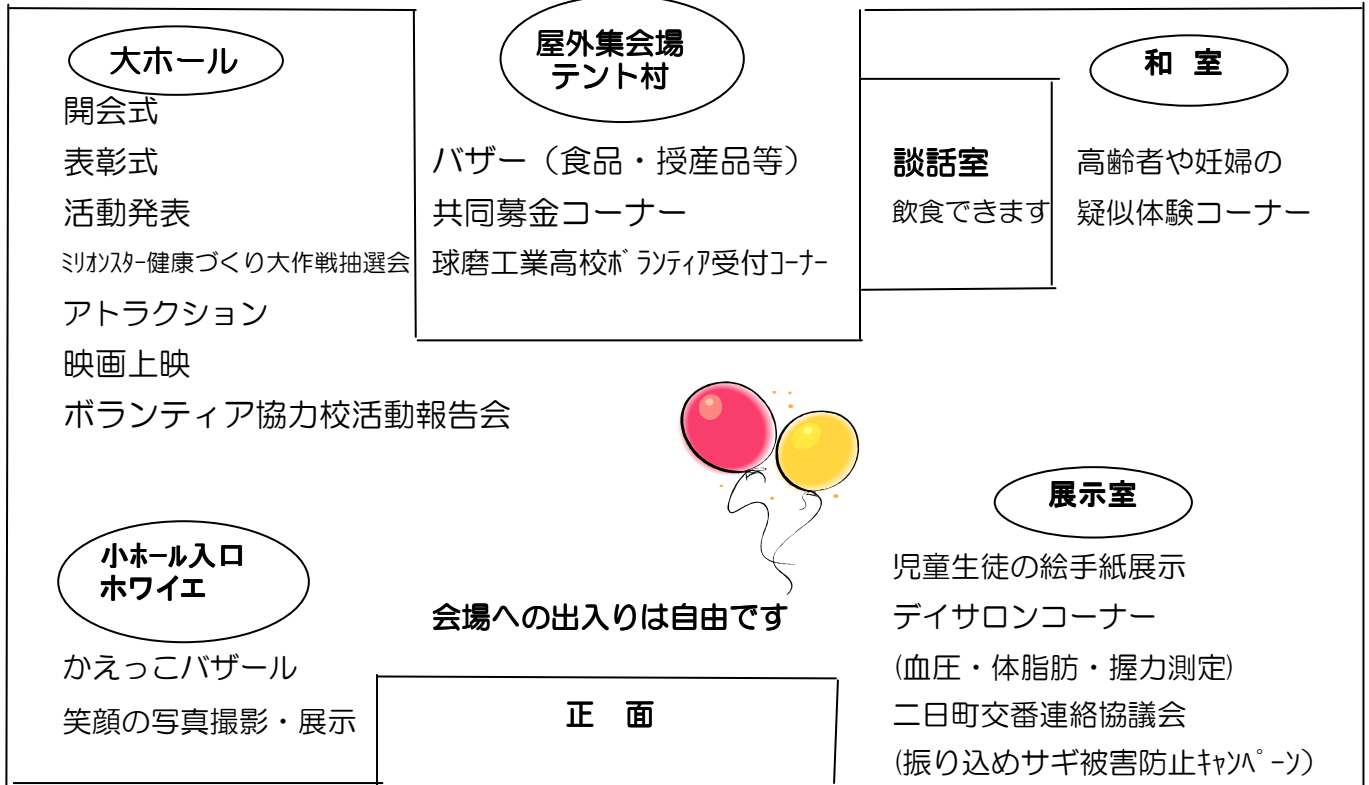 大ホール
開会式
表彰式
活動発表
ﾐﾘｵﾝｽﾀｰ健康づくり大作戦抽選会
アトラクション
映画上映
ボランティア協力校活動報告会
屋外集会場
テント村
バザー（食品・授産品等）
共同募金コーナー
球磨工業高校ﾎﾞﾗﾝﾃｨｱ受付ｺｰﾅｰ
談話室
飲食できます
和 室
高齢者や妊婦の
疑似体験コーナー
小ﾎｰﾙ入口
ホワイエ
かえっこバザール
笑顔の写真撮影・展示
会場への出入りは自由です
正 面
展示室
児童生徒の絵手紙展示
デイサロンコーナー
(血圧・体脂肪・握力測定)
二日町交番連絡協議会
(振り込めサギ被害防止ｷｬﾝﾍﾟｰﾝ)